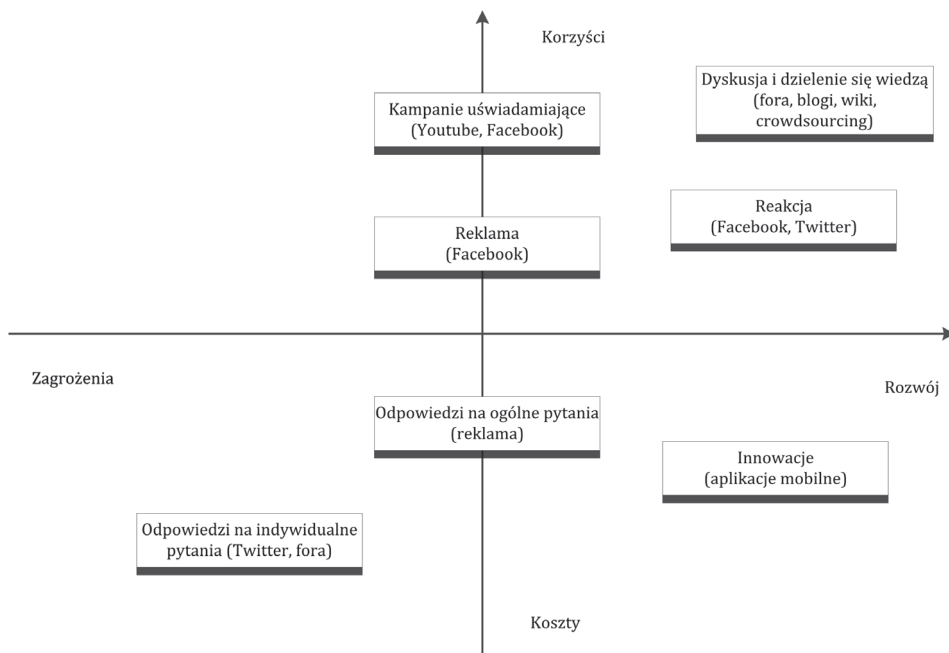 Korzyści
Dyskusja i dzielenie się wiedzą
(fora, blogi, wiki,
crowdsourcing)
Kampanie uświadamiające
(Youtube, Facebook)
Reakcja
(Facebook, Twitter)
Reklama
(Facebook)
Zagrożenia
Rozwój
Odpowiedzi na ogólne pytania
(reklama)
Innowacje
(aplikacje mobilne)
Odpowiedzi na indywidualne
pytania (Twitter, fora)
Koszty